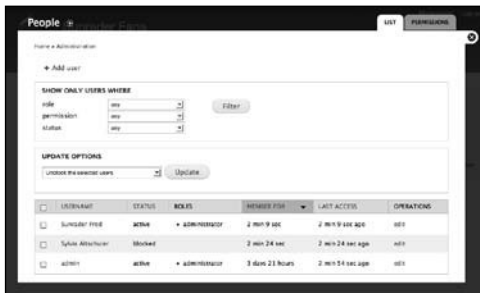 People
LIST
PERMISSIONS
Home » Administration
+ Add user
SHOW ONLY USERS WHERE
role any
permission any
status any
Filter
UPDATE OPTIONS
Unblock the selected users Update
USERNAME STATUS ROLES MEMBER FOR LAST ACCESS OPERATIONS
Sunrader Fred active • administrator 2 min 9 sec 2 min 9 sec ago edit
Sylvia blocked 2 min 24 sec 2 min 24 sec ago edit
admin active • administrator 3 days 21 hours 2 min 54 sec ago edit